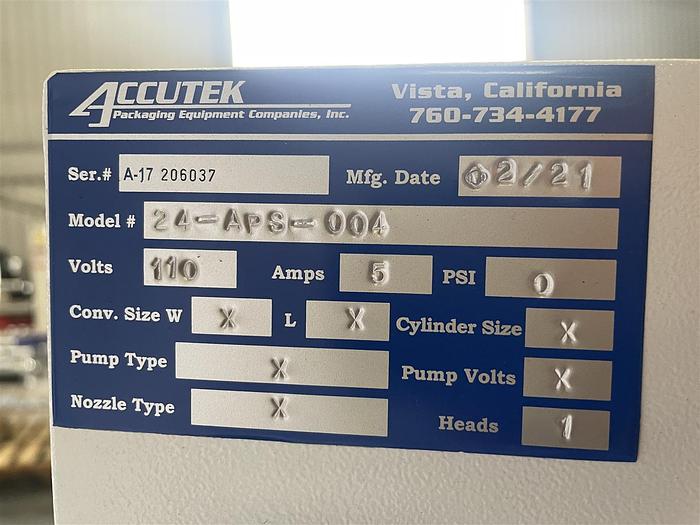 ACCUTEK
Packaging Equipment Companies, Inc.
Vista, California
760-734-4177
Ser.# A-17 206037 Mfg. Date 02/21
Model # 24-APS-004
Volts 110 Amps 5 PSI 0
Conv. Size W X L X Cylinder Size X
Pump Type X Pump Volts X
Nozzle Type X Heads 1